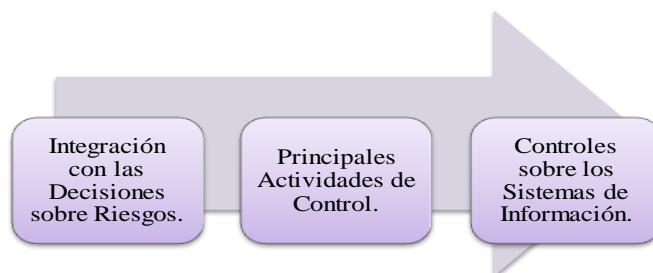 Integración
con las
Decisiones
sobre Riesgos.
Principales
Actividades de
Control.
Controles
sobre los
Sistemas de
Información.